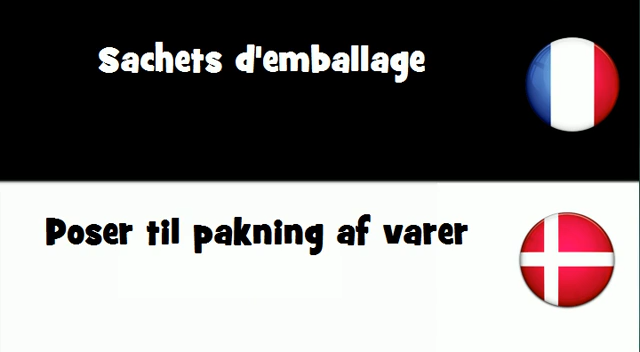 Sachets d'emballage
Poser til pakning af varer